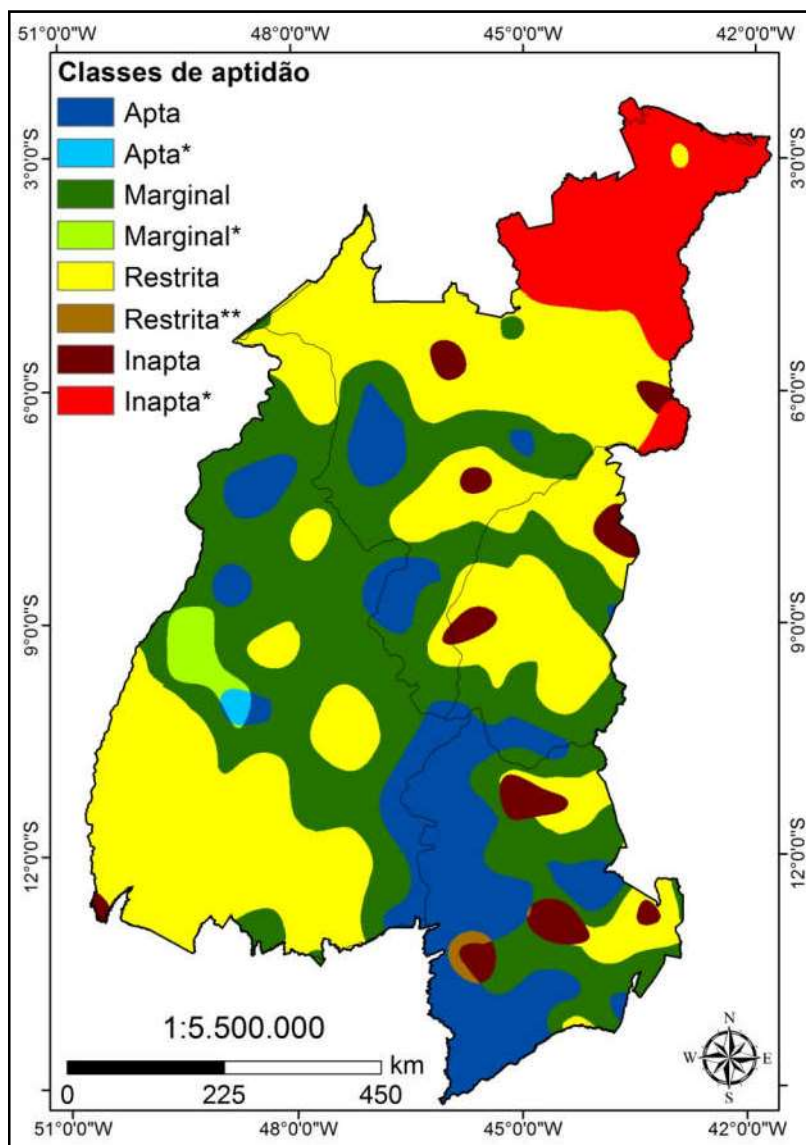 51°0'0"W 48°0'0"W 45°0'0"W 42°0'0"W
Classes de aptidão
Apta
Apta*
Marginal
Marginal*
Restrita
Restrita**
Inapta
Inapta*
3°0'0"S 3°0'0"S
6°0'0"S 6°0'0"S
9°0'0"S 9°0'0"S
12°0'0"S 12°0'0"S
1:5.500.000
km
0 225 450
N
W E
S
51°0'0"W 48°0'0"W 45°0'0"W 42°0'0"W